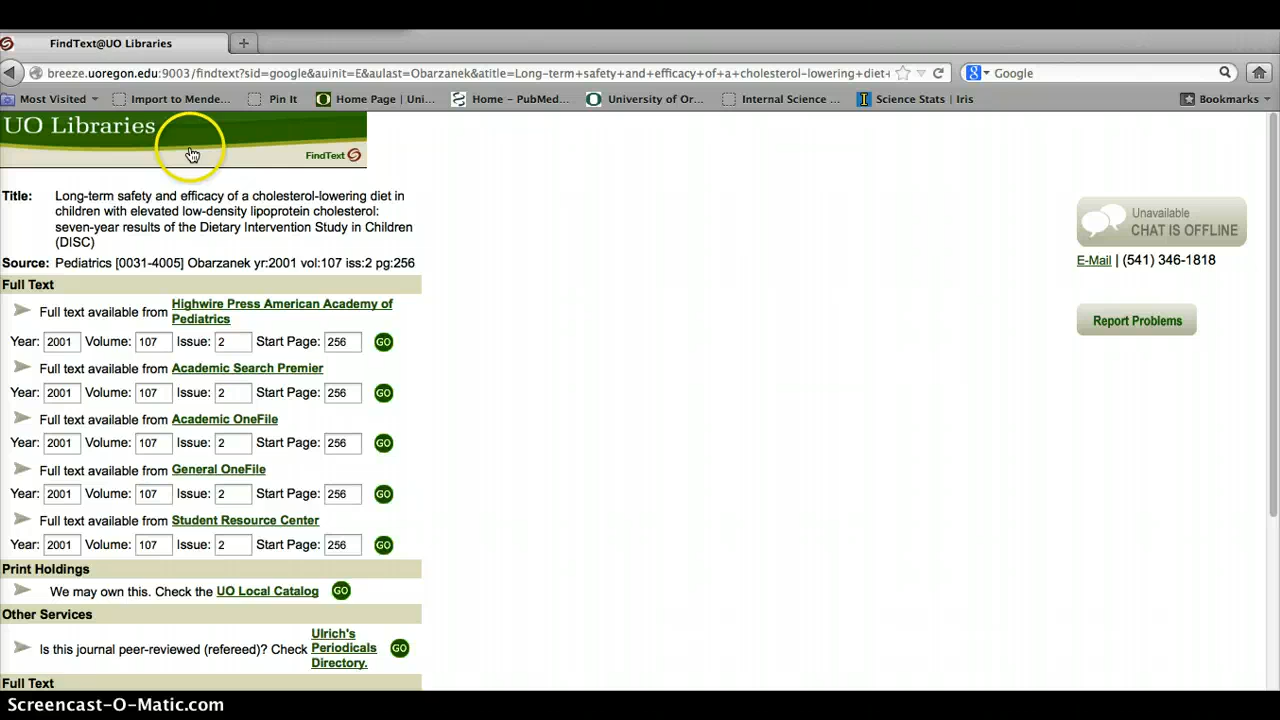 FindText@UO Libraries
breeze.uoregon.edu:9003/findtext?sid=google&auinit=E&aulast=Obarzanek&atitle=Long-term+safety+and+efficacy+of+a+cholesterol-lowering+diet+
Google
Most Visited
Import to Mende...
Pin It
Home Page | Uni...
Home - PubMed...
University of Or...
Internal Science ...
Science Stats | Iris
Bookmarks
UO Libraries
FindText
Title: Long-term safety and efficacy of a cholesterol-lowering diet in
children with elevated low-density lipoprotein cholesterol:
seven-year results of the Dietary Intervention Study in Children
(DISC)
Source: Pediatrics [0031-4005] Obarzanek yr:2001 vol:107 iss:2 pg:256
Unavailable
CHAT IS OFFLINE
E-Mail | (541) 346-1818
Report Problems
Full Text
Full text available from Highwire Press American Academy of
Pediatrics
Year: 2001 Volume: 107 Issue: 2 Start Page: 256 GO
Full text available from Academic Search Premier
Year: 2001 Volume: 107 Issue: 2 Start Page: 256 GO
Full text available from Academic OneFile
Year: 2001 Volume: 107 Issue: 2 Start Page: 256 GO
Full text available from General OneFile
Year: 2001 Volume: 107 Issue: 2 Start Page: 256 GO
Full text available from Student Resource Center
Year: 2001 Volume: 107 Issue: 2 Start Page: 256 GO
Print Holdings
We may own this. Check the UO Local Catalog GO
Other Services
Is this journal peer-reviewed (refereed)? Check Ulrich's
Periodicals
Directory. GO
Full Text
Screencast-O-Matic.com